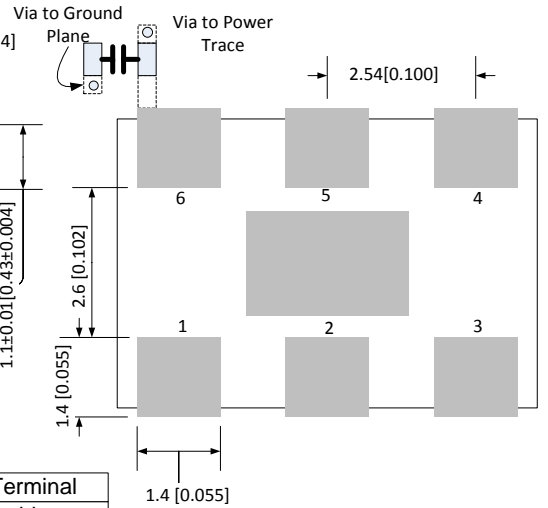 Via to Ground
Plane
Via to Power
Trace
4]
2.54[0.100]
6
5
4
1.1±0.01[0.43±0.004]
2.6 [0.102]
1
2
3
1.4 [0.055]
1.4 [0.055]
Terminal